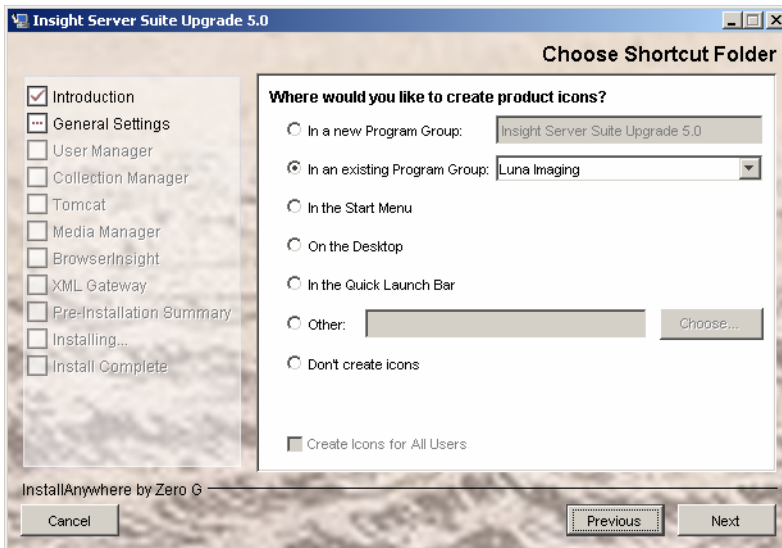 Insight Server Suite Upgrade 5.0
Choose Shortcut Folder
Introduction
General Settings
User Manager
Collection Manager
Tomcat
Media Manager
BrowserInsight
XML Gateway
Pre-Installation Summary
Installing...
Install Complete
Where would you like to create product icons?
In a new Program Group: Insight Server Suite Upgrade 5.0
In an existing Program Group: Luna Imaging
In the Start Menu
On the Desktop
In the Quick Launch Bar
Other: Choose...
Don't create icons
Create Icons for All Users
InstallAnywhere by Zero G
Cancel Previous Next